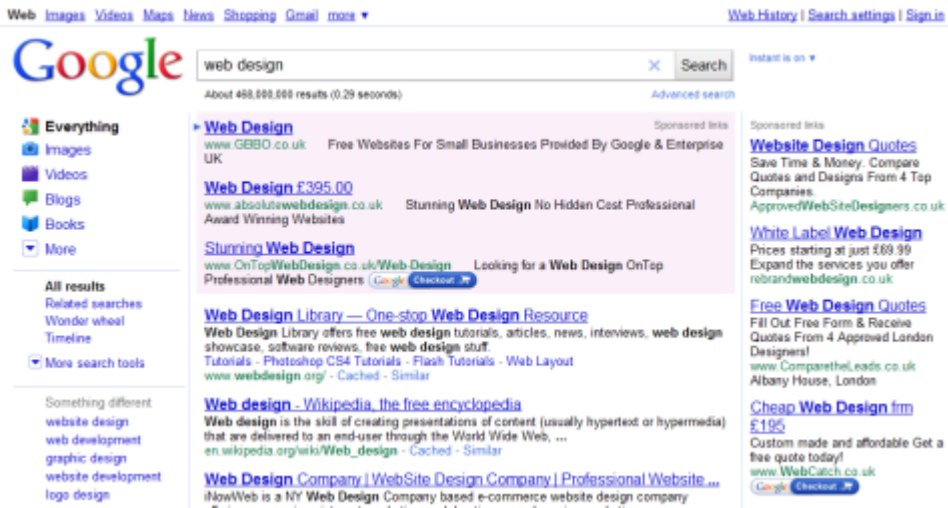 Web Images Videos Maps News Shopping Gmail more ▼
Web History | Search settings | Sign in
Google
web design
Search
Instant is on ▼
About 468,000,000 results (0.29 seconds)
Advanced search
Everything
Images
Videos
Blogs
Books
More
All results
Related searches
Wonder wheel
Timeline
More search tools
Something different
website design
web development
graphic design
website development
logo design
Web Design
Sponsored links
www.GBBO.co.uk Free Websites For Small Businesses Provided By Google & Enterprise
UK
Web Design £395.00
www.absolutewebdesign.co.uk Stunning Web Design No Hidden Cost Professional
Award Winning Websites
Stunning Web Design
www.OnTopWebDesign.co.uk/Web-Design Looking for a Web Design OnTop
Professional Web Designers Google Checkout
Web Design Library — One-stop Web Design Resource
Web Design Library offers free web design tutorials, articles, news, interviews, web design
showcase, software reviews, free web design stuff.
Tutorials - Photoshop CS4 Tutorials - Flash Tutorials - Web Layout
www.webdesign.org/ - Cached - Similar
Web design - Wikipedia, the free encyclopedia
Web design is the skill of creating presentations of content (usually hypertext or hypermedia)
that are delivered to an end-user through the World Wide Web, ...
en.wikipedia.org/wiki/Web_design - Cached - Similar
Web Design Company | WebSite Design Company | Professional Website ...
iNowWeb is a NY Web Design Company based e-commerce website design company
Sponsored links
Website Design Quotes
Save Time & Money. Compare
Quotes and Designs From 4 Top
Companies.
ApprovedWebSiteDesigners.co.uk
White Label Web Design
Prices starting at just £69.99
Expand the services you offer
rebrandwebdesign.co.uk
Free Web Design Quotes
Fill Out Free Form & Receive
Quotes From 4 Approved London
Designers!
www.ComparetheLeads.co.uk
Albany House, London
Cheap Web Design frm
£195
Custom made and affordable Get a
free quote today!
www.WebCatch.co.uk
Google Checkout